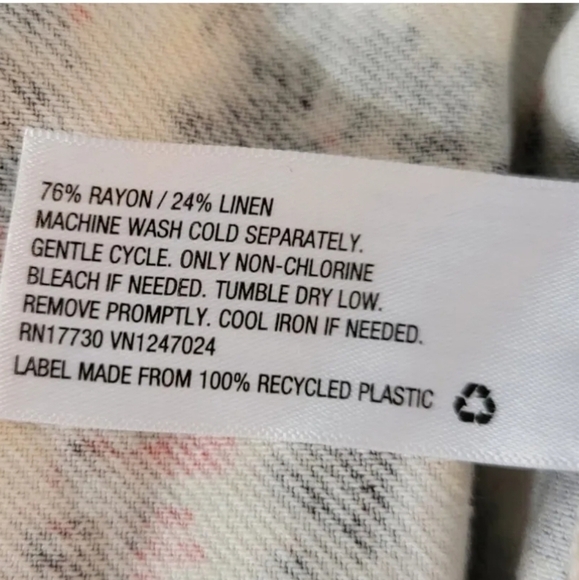 76% RAYON / 24% LINEN
MACHINE WASH COLD SEPARATELY.
GENTLE CYCLE. ONLY NON-CHLORINE
BLEACH IF NEEDED. TUMBLE DRY LOW.
REMOVE PROMPTLY. COOL IRON IF NEEDED.
RN17730 VN1247024
LABEL MADE FROM 100% RECYCLED PLASTIC